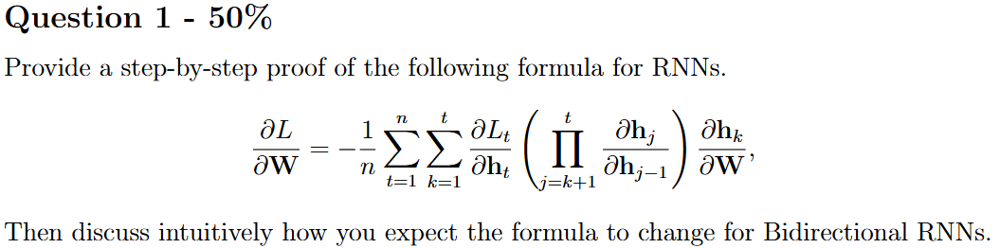 Question 1 - 50%
Provide a step-by-step proof of the following formula for RNNs.
$$\frac{\partial L}{\partial \mathbf{W}} = -\frac{1}{n} \sum_{t=1}^{n} \sum_{k=1}^{t} \frac{\partial L_t}{\partial \mathbf{h}_t} \left( \prod_{j=k+1}^{t} \frac{\partial \mathbf{h}_j}{\partial \mathbf{h}_{j-1}} \right) \frac{\partial \mathbf{h}_k}{\partial \mathbf{W}},$$
Then discuss intuitively how you expect the formula to change for Bidirectional RNNs.